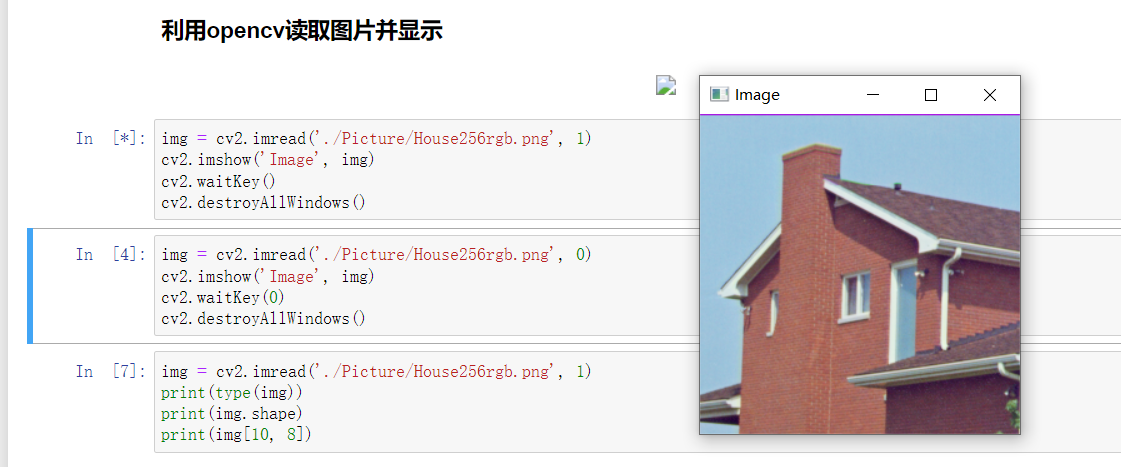 利用opencv读取图片并显示
Image
In [*]:
img = cv2.imread('./Picture/House256rgb.png', 1)
cv2.imshow('Image', img)
cv2.waitKey()
cv2.destroyAllWindows()
In [4]:
img = cv2.imread('./Picture/House256rgb.png', 0)
cv2.imshow('Image', img)
cv2.waitKey(0)
cv2.destroyAllWindows()
In [7]:
img = cv2.imread('./Picture/House256rgb.png', 1)
print(type(img))
print(img.shape)
print(img[10, 8])